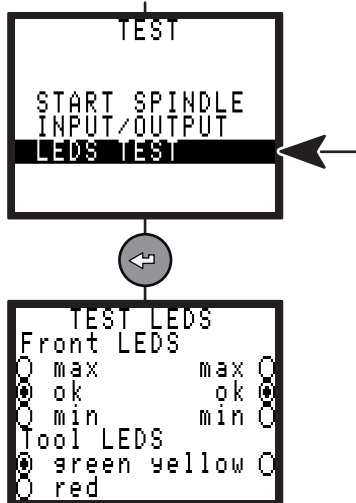 TEST
START SPINDLE
INPUT/OUTPUT
LEDS TEST
TEST LEDS
Front LEDS
max max
ok ok
min min
Tool LEDS
green yellow
red